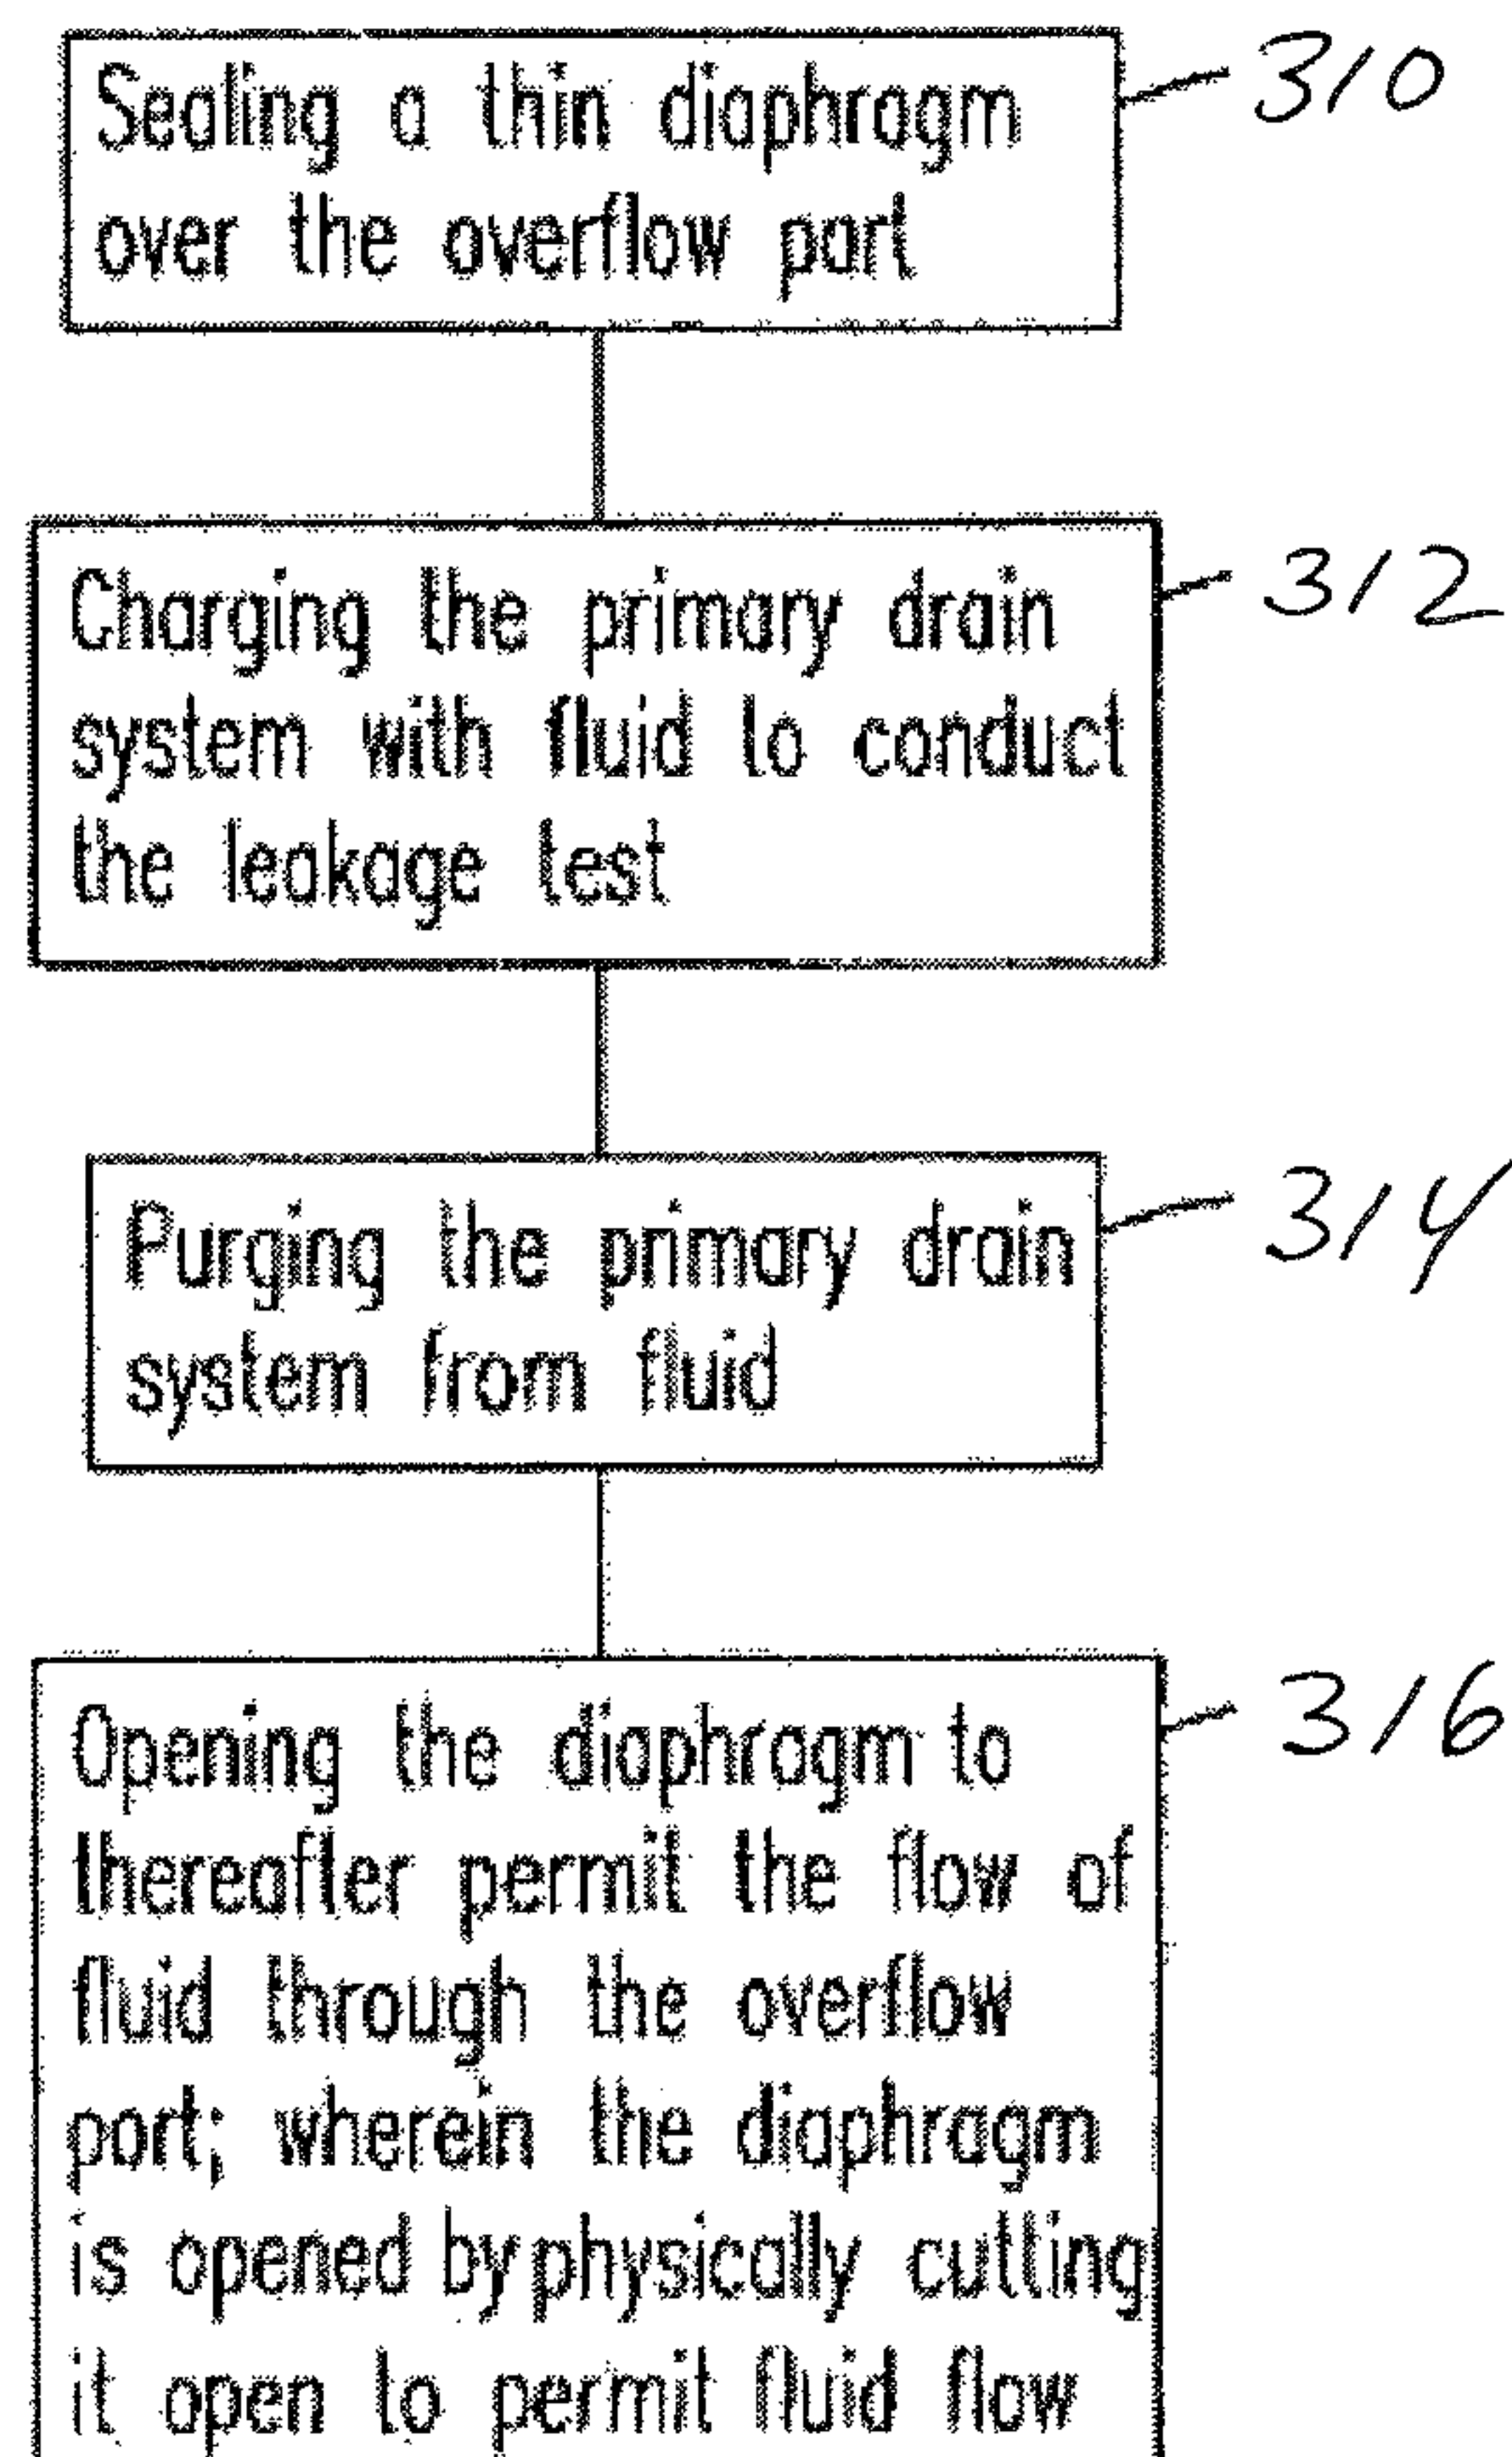 Sealing a thin diaphragm
over the overflow port
310
Charging the primary drain
system with fluid to conduct
the leakage test
312
Purging the primary drain
system from fluid
314
Opening the diaphragm to
thereafter permit the flow of
fluid through the overflow
port; wherein the diaphragm
is opened by physically cutting
it open to permit fluid flow
316